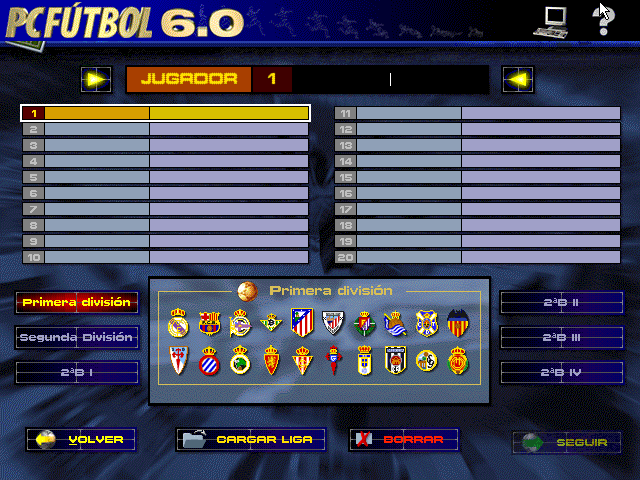 PC FÚTBOL 6.0
JUGADOR 1
1
2
3
4
5
6
7
8
9
10
11
12
13
14
15
16
17
18
19
20
Primera división
Primera división
Segunda División
2ªB I
2ªB II
2ªB III
2ªB IV
VOLVER
CARGAR LIGA
BORRAR
SEGUIR